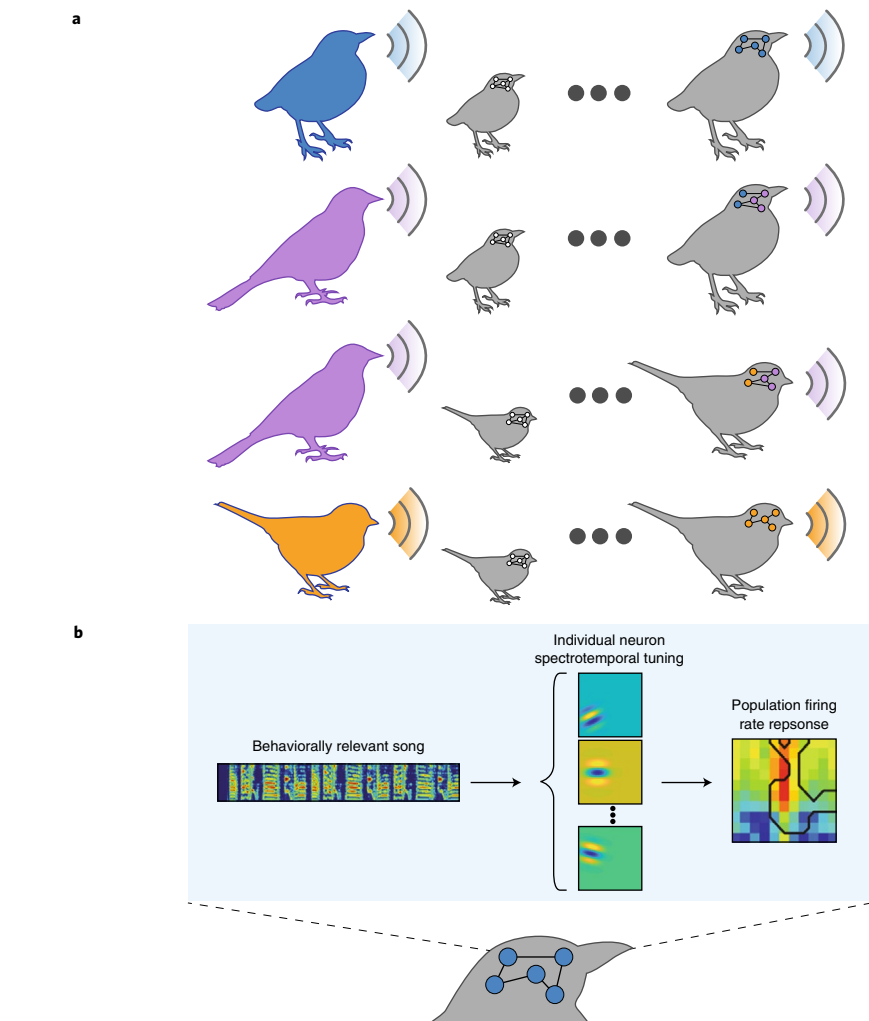 a
b
Individual neuron
spectrotemporal tuning
Population firing
rate repsonse
Behaviorally relevant song